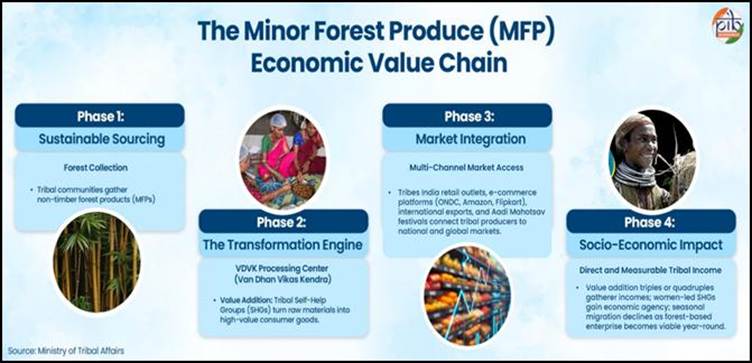 The Minor Forest Produce (MFP)
Economic Value Chain
pib
Phase 1:
Sustainable Sourcing
Forest Collection
• Tribal communities gather
non-timber forest products (MFPs)
Phase 2:
The Transformation Engine
VDVK Processing Center
(Van Dhan Vikas Kendra)
• Value Addition: Tribal Self-Help
Groups (SHGs) turn raw materials into
high-value consumer goods.
Phase 3:
Market Integration
Multi-Channel Market Access
• Tribes India retail outlets, e-commerce
platforms (ONDC, Amazon, Flipkart),
international exports, and Aadi Mahotsav
festivals connect tribal producers to
national and global markets.
Phase 4:
Socio-Economic Impact
Direct and Measurable Tribal Income
• Value addition triples or quadruples
gatherer incomes; women-led SHGs
gain economic agency; seasonal
migration declines as forest-based
enterprise becomes viable year-round.
Source: Ministry of Tribal Affairs